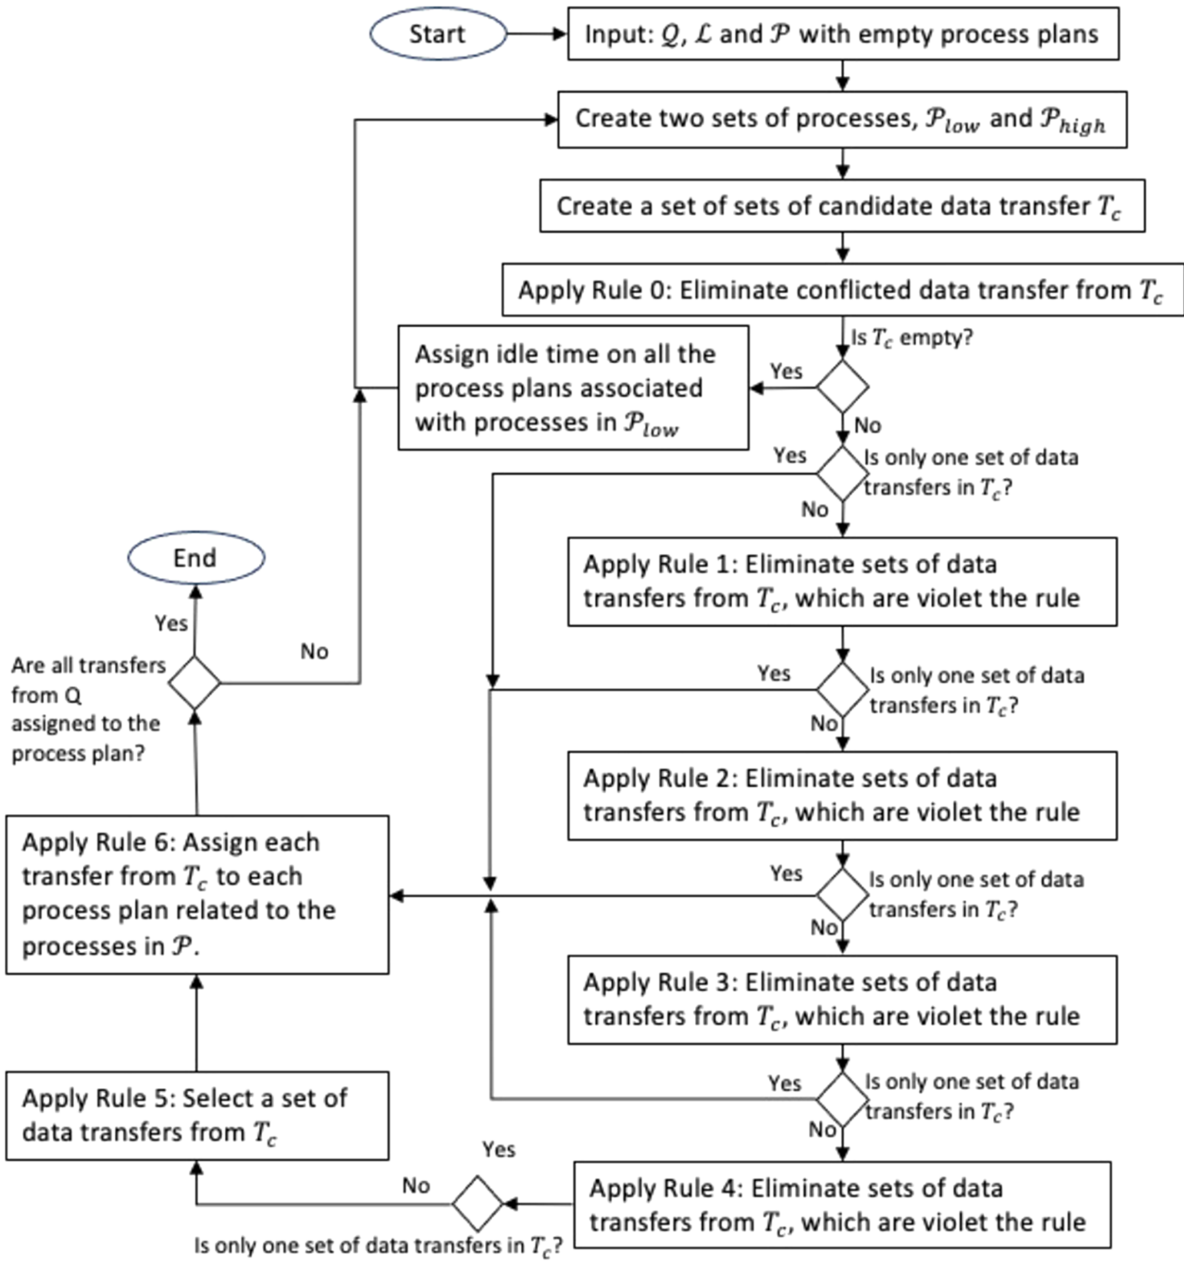 Start
Input: 𝒬, ℒ and 𝒫 with empty process plans
Create two sets of processes, 𝒫low and 𝒫high
Create a set of sets of candidate data transfer Tc
Apply Rule 0: Eliminate conflicted data transfer from Tc
Is Tc empty?
Yes
Assign idle time on all the
process plans associated
with processes in 𝒫low
No
Yes
Is only one set of data
transfers in Tc?
No
Apply Rule 1: Eliminate sets of data
transfers from Tc, which are violet the rule
Yes
Is only one set of data
transfers in Tc?
No
Apply Rule 2: Eliminate sets of data
transfers from Tc, which are violet the rule
Yes
Is only one set of data
transfers in Tc?
No
Apply Rule 3: Eliminate sets of data
transfers from Tc, which are violet the rule
Yes
Is only one set of data
transfers in Tc?
No
Apply Rule 4: Eliminate sets of data
transfers from Tc, which are violet the rule
Yes
No
Is only one set of data transfers in Tc?
Apply Rule 5: Select a set of
data transfers from Tc
Apply Rule 6: Assign each
transfer from Tc to each
process plan related to the
processes in 𝒫.
Are all transfers
from Q
assigned to the
process plan?
No
Yes
End